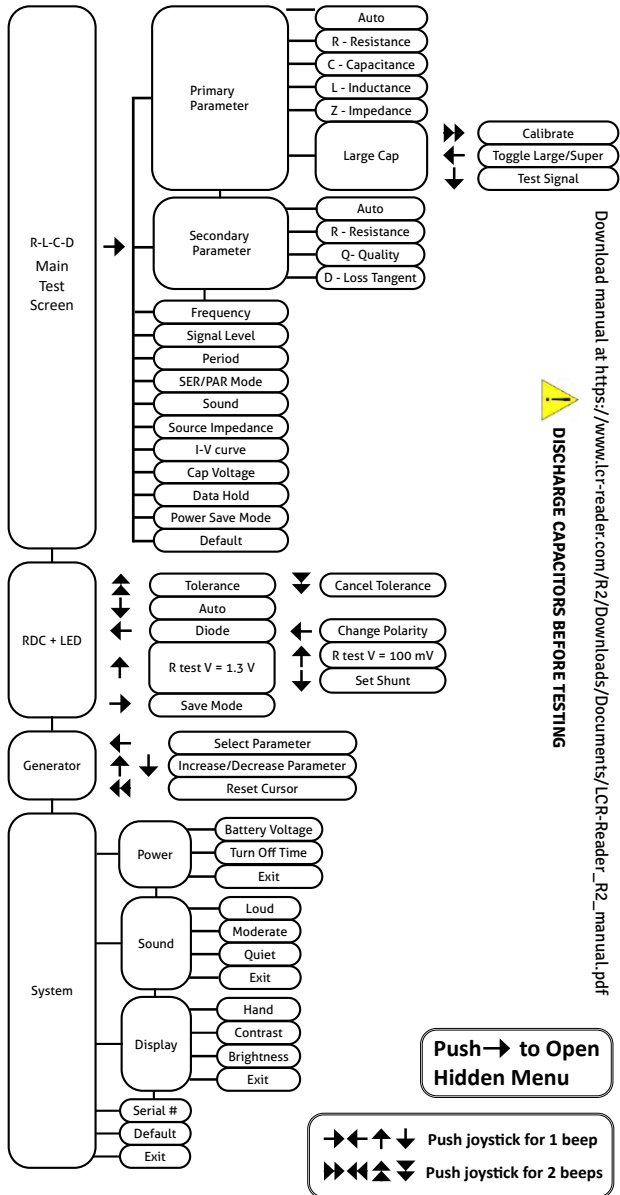 R-L-C-D
Main
Test
Screen
Primary
Parameter
Auto
R - Resistance
C - Capacitance
L - Inductance
Z - Impedance
Large Cap
Calibrate
Toggle Large/Super
Test Signal
Secondary
Parameter
Auto
R - Resistance
Q- Quality
D - Loss Tangent
Frequency
Signal Level
Period
SER/PAR Mode
Sound
Source Impedance
I-V curve
Cap Voltage
Data Hold
Power Save Mode
Default
RDC + LED
Tolerance
Cancel Tolerance
Auto
Diode
Change Polarity
R test V = 1.3 V
R test V = 100 mV
Set Shunt
Save Mode
Generator
Select Parameter
Increase/Decrease Parameter
Reset Cursor
System
Power
Battery Voltage
Turn Off Time
Exit
Sound
Loud
Moderate
Quiet
Exit
Display
Hand
Contrast
Brightness
Exit
Serial #
Default
Exit
Download manual at https://www.lcr-reader.com/R2/Downloads/Documents/LCR-Reader_R2_manual.pdf
! DISCHARGE CAPACITORS BEFORE TESTING
Push→ to Open
Hidden Menu
→←↑↓ Push joystick for 1 beep
Push joystick for 2 beeps